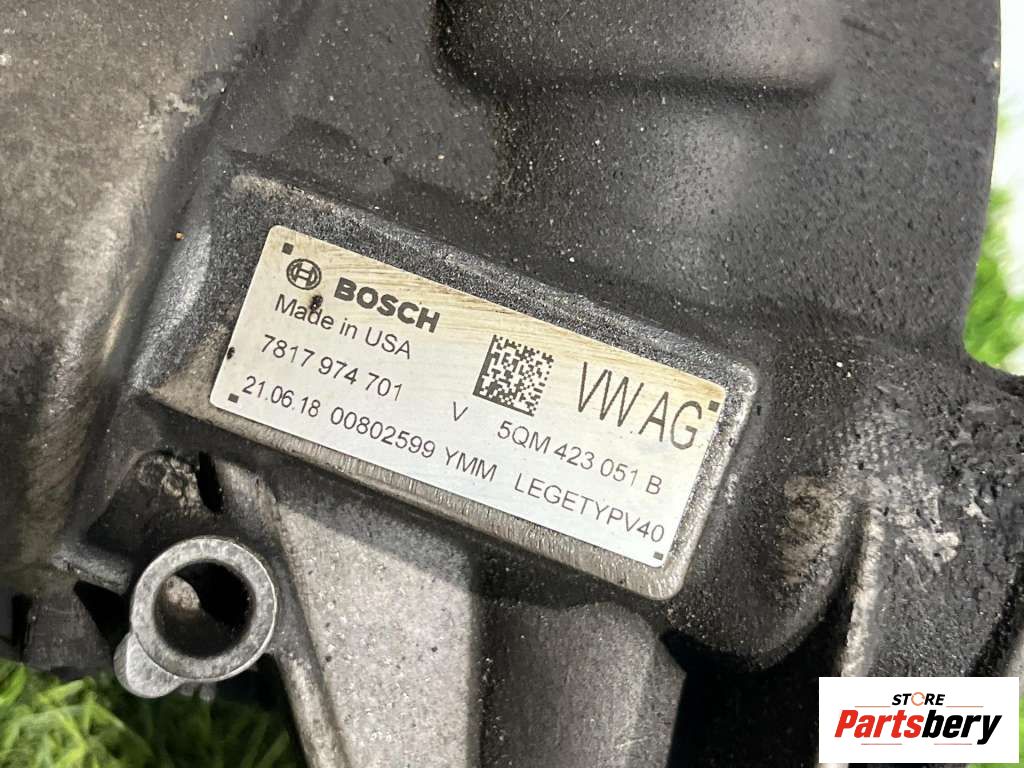 BOSCH
Made in USA
7817 974 701
V
5QM 423 051 B
VW.AG
21.06.18 00802599 YMM LEGETYPV40
STORE
Partsbery